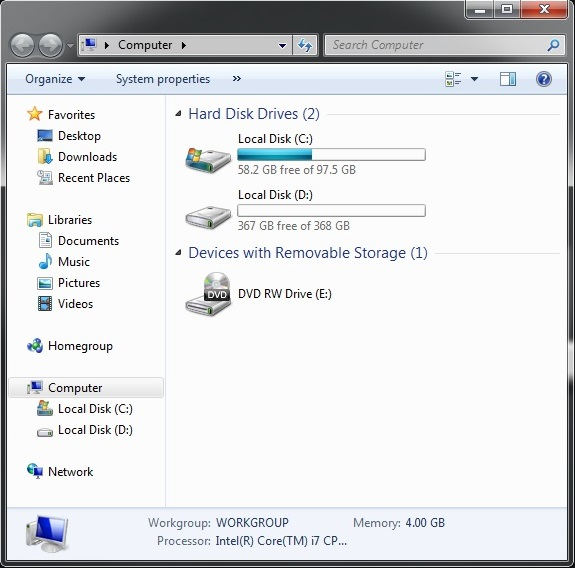 Computer
Search Computer
Organize
System properties
»
Favorites
Desktop
Downloads
Recent Places
Libraries
Documents
Music
Pictures
Videos
Homegroup
Computer
Local Disk (C:)
Local Disk (D:)
Network
Hard Disk Drives (2)
Local Disk (C:)
58.2 GB free of 97.5 GB
Local Disk (D:)
367 GB free of 368 GB
Devices with Removable Storage (1)
DVD
DVD RW Drive (E:)
Workgroup: WORKGROUP Memory: 4.00 GB
Processor: Intel(R) Core(TM) i7 CP...